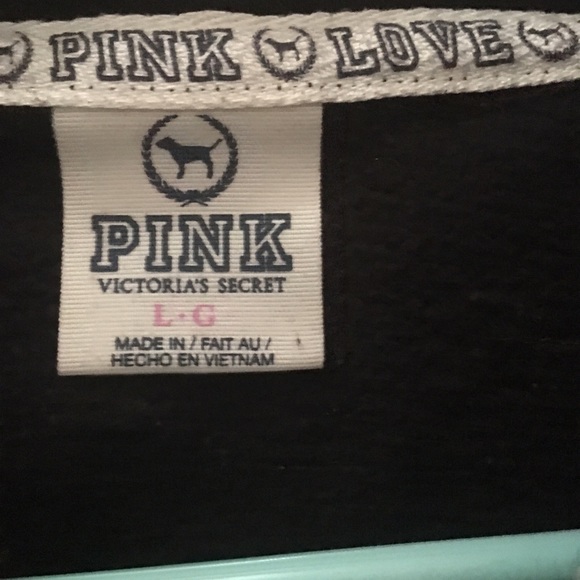 PINK LOVE
PINK
VICTORIA'S SECRET
L·G
MADE IN / FAIT AU /
HECHO EN VIETNAM